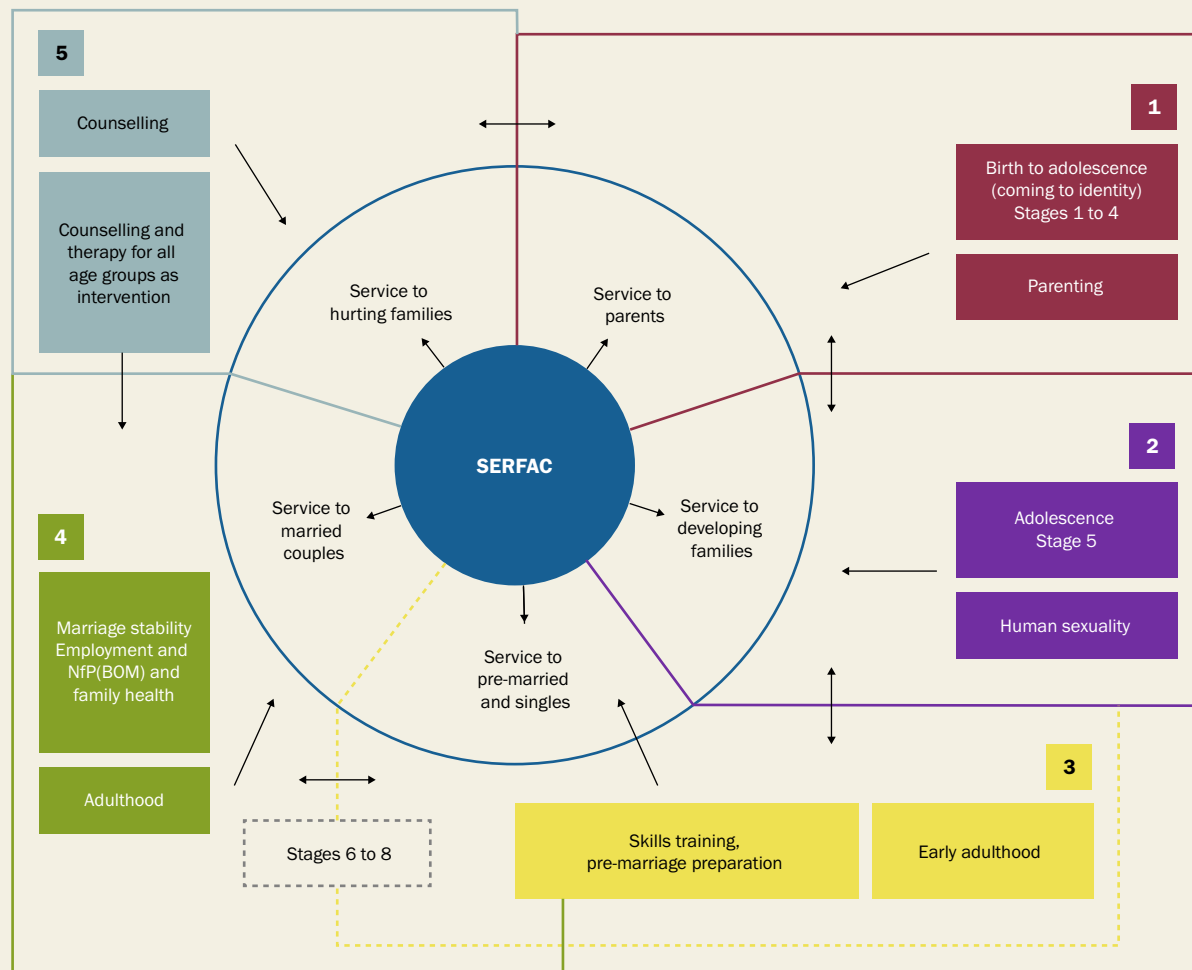 5
Counselling
Counselling and
therapy for all
age groups as
intervention
1
Birth to adolescence
(coming to identity)
Stages 1 to 4
Parenting
Service to
hurting families
Service to
parents
SERFAC
Service to
married
couples
Service to
developing
families
Service to
pre-married
and singles
2
Adolescence
Stage 5
Human sexuality
4
Marriage stability
Employment and
NfP(BOM) and
family health
Adulthood
Stages 6 to 8
3
Skills training,
pre-marriage preparation
Early adulthood